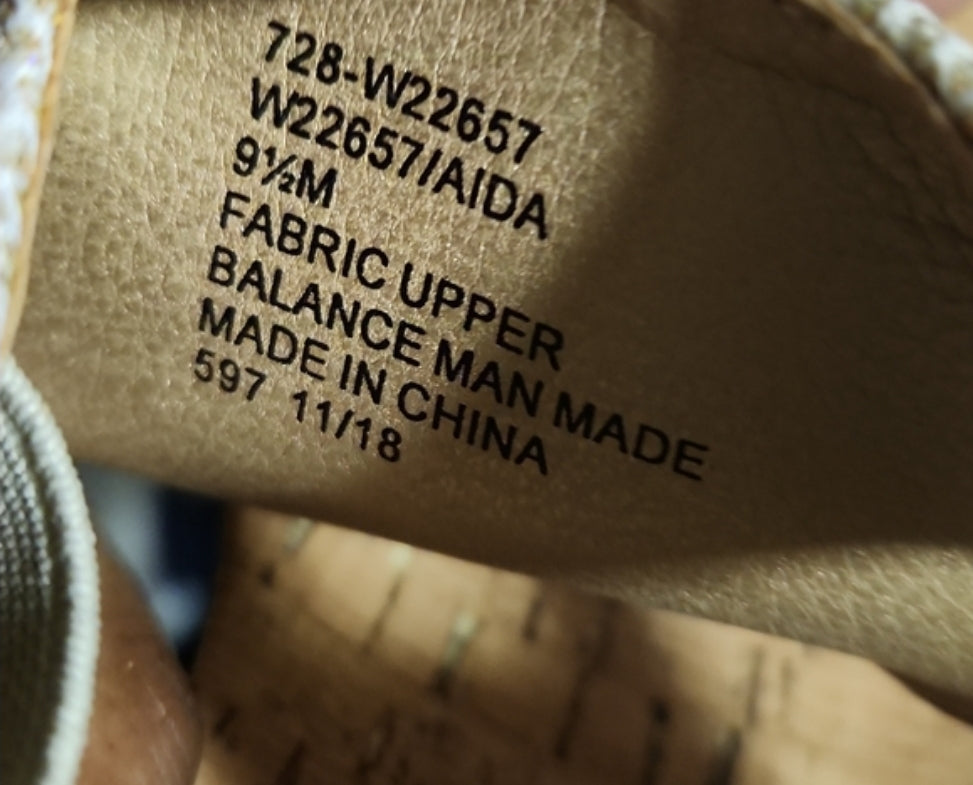 728-W22657
W22657/AIDA
9½M
FABRIC UPPER
BALANCE MAN MADE
MADE IN CHINA
597 11/18